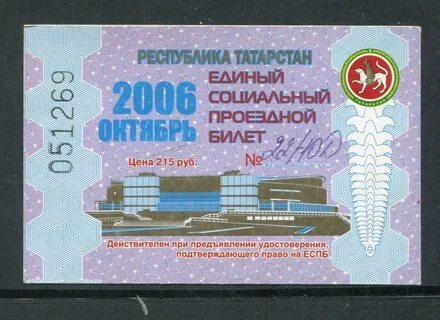 051269
РЕСПУБЛИКА ТАТАРСТАН
2006
ОКТЯБРЬ
ЕДИНЫЙ
СОЦИАЛЬНЫЙ
ПРОЕЗДНОЙ
БИЛЕТ
Цена 215 руб.
№
ТАТАРСТАН
Действителен при предъявлении удостоверения,
подтверждающего право на ЕСПБ